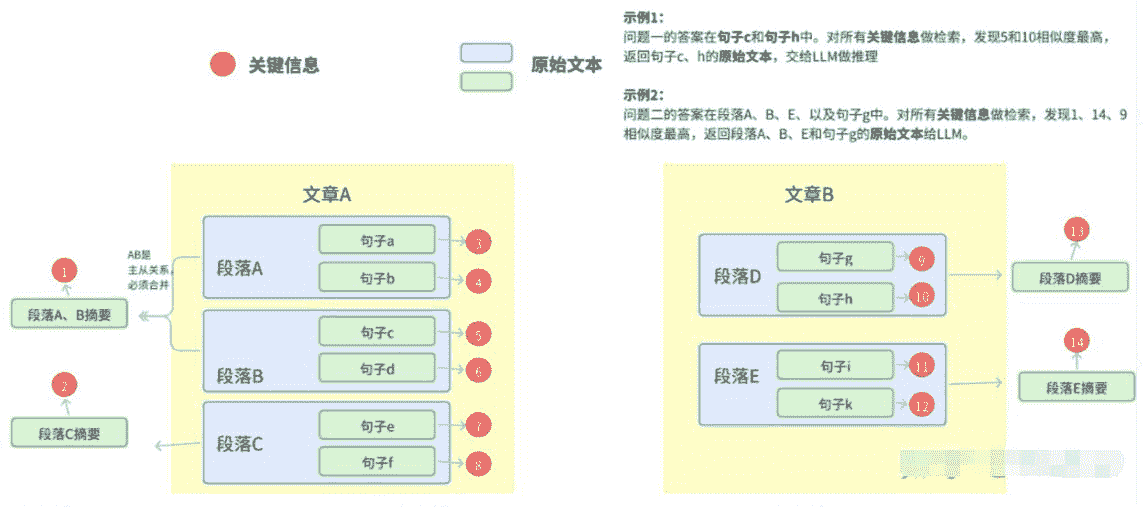 示例1:
问题一的答案在句子c和句子h中。对所有关键信息做检索,发现5和10相似度最高,
返回句子c、h的原始文本,交给LLM做推理
关键信息
原始文本
示例2:
问题二的答案在段落A、B、E、以及句子g中。对所有关键信息做检索,发现1、14、9
相似度最高,返回段落A、B、E和句子g的原始文本给LLM。
文章A
段落A
句子a
3
句子b
4
AB是
主从关系,
必须合并
1
段落A、B摘要
段落B
句子c
5
句子d
6
2
段落C摘要
段落C
句子e
7
句子f
8
文章B
段落D
句子g
9
句子h
10
13
段落D摘要
段落E
句子i
11
句子k
12
14
段落E摘要